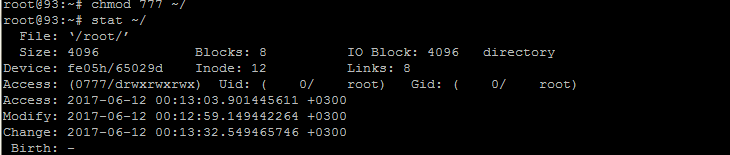 root@93:~# chmod 777 ~/
root@93:~# stat ~/
  File: ‘/root/’
  Size: 4096            Blocks: 8          IO Block: 4096   directory
Device: fe05h/65029d    Inode: 12          Links: 8
Access: (0777/drwxrwxrwx)  Uid: (    0/    root)   Gid: (    0/    root)
Access: 2017-06-12 00:13:03.901445611 +0300
Modify: 2017-06-12 00:12:59.149442264 +0300
Change: 2017-06-12 00:13:32.549465746 +0300
 Birth: -